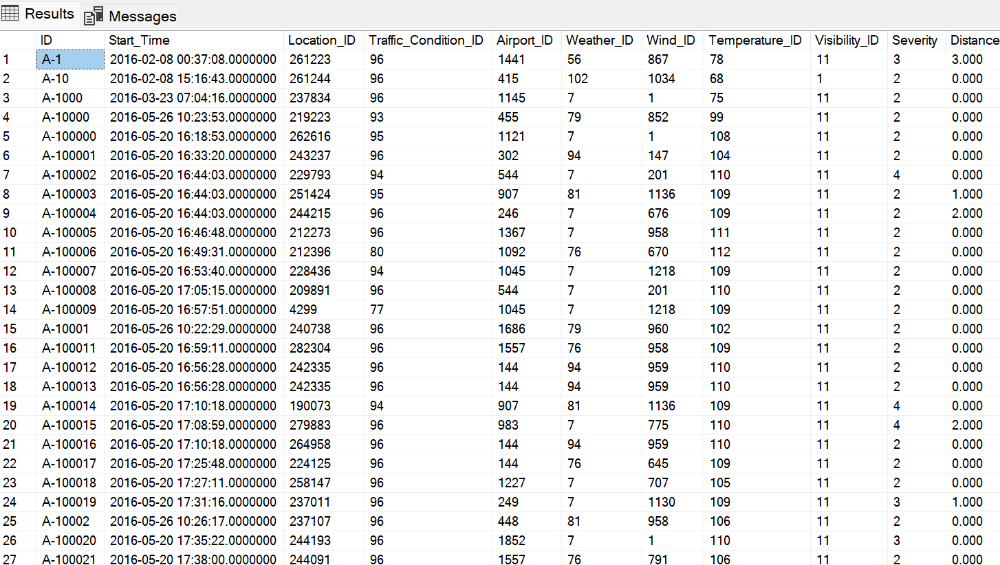 Results Messages
ID Start_Time Location_ID Traffic_Condition_ID Airport_ID Weather_ID Wind_ID Temperature_ID Visibility_ID Severity Distance
1 A-1 2016-02-08 00:37:08.0000000 261223 96 1441 56 867 78 11 3 3.000
2 A-10 2016-02-08 15:16:43.0000000 261244 96 415 102 1034 68 1 2 0.000
3 A-1000 2016-03-23 07:04:16.0000000 237834 96 1145 7 1 75 11 2 0.000
4 A-10000 2016-05-26 10:23:53.0000000 219223 93 455 79 852 99 11 2 0.000
5 A-100000 2016-05-20 16:18:53.0000000 262616 95 1121 7 1 108 11 2 0.000
6 A-100001 2016-05-20 16:33:20.0000000 243237 96 302 94 147 104 11 2 0.000
7 A-100002 2016-05-20 16:44:03.0000000 229793 94 544 7 201 110 11 4 0.000
8 A-100003 2016-05-20 16:44:03.0000000 251424 95 907 81 1136 109 11 2 1.000
9 A-100004 2016-05-20 16:44:03.0000000 244215 96 246 7 676 109 11 2 2.000
10 A-100005 2016-05-20 16:46:48.0000000 212273 96 1367 7 958 111 11 2 0.000
11 A-100006 2016-05-20 16:49:31.0000000 212396 80 1092 76 670 112 11 2 0.000
12 A-100007 2016-05-20 16:53:40.0000000 228436 94 1045 7 1218 109 11 2 0.000
13 A-100008 2016-05-20 17:05:15.0000000 209891 96 544 7 201 110 11 2 0.000
14 A-100009 2016-05-20 16:57:51.0000000 4299 77 1045 7 1218 109 11 2 0.000
15 A-10001 2016-05-26 10:22:29.0000000 240738 96 1686 79 960 102 11 2 0.000
16 A-100011 2016-05-20 16:59:11.0000000 282304 96 1557 76 958 109 11 2 0.000
17 A-100012 2016-05-20 16:56:28.0000000 242335 96 144 94 959 110 11 2 0.000
18 A-100013 2016-05-20 16:56:28.0000000 242335 96 144 94 959 110 11 2 0.000
19 A-100014 2016-05-20 17:10:18.0000000 190073 94 907 81 1136 109 11 4 0.000
20 A-100015 2016-05-20 17:08:59.0000000 279883 96 983 7 775 110 11 4 2.000
21 A-100016 2016-05-20 17:10:18.0000000 264958 96 144 94 959 110 11 2 0.000
22 A-100017 2016-05-20 17:25:48.0000000 224125 96 144 76 645 109 11 2 0.000
23 A-100018 2016-05-20 17:27:11.0000000 258147 96 1227 7 707 105 11 2 0.000
24 A-100019 2016-05-20 17:31:16.0000000 237011 96 249 7 1130 109 11 3 1.000
25 A-10002 2016-05-26 10:26:17.0000000 237107 96 448 81 958 106 11 2 0.000
26 A-100020 2016-05-20 17:35:22.0000000 244193 96 1852 7 1 110 11 3 0.000
27 A-100021 2016-05-20 17:38:00.0000000 244091 96 1557 76 791 106 11 2 0.000